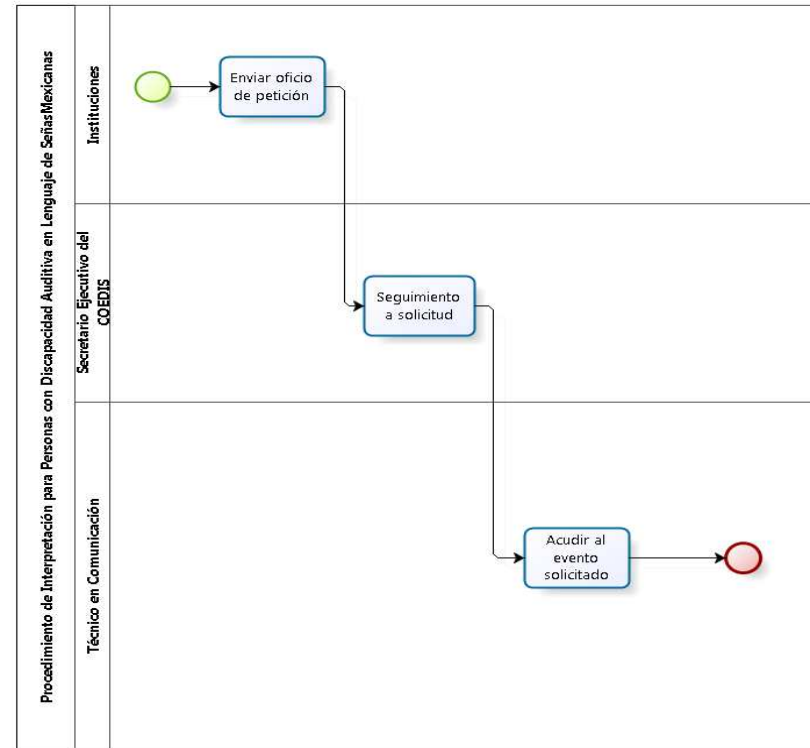 Procedimiento de Interpretación para Personas con Discapacidad Auditiva en Lenguaje de SeñasMexicanas
Instituciones
Enviar oficio
de petición
Secretario Ejecutivo del
COEDIS
Seguimiento
a solicitud
Técnico en Comunicación
Acudir al
evento
solicitado